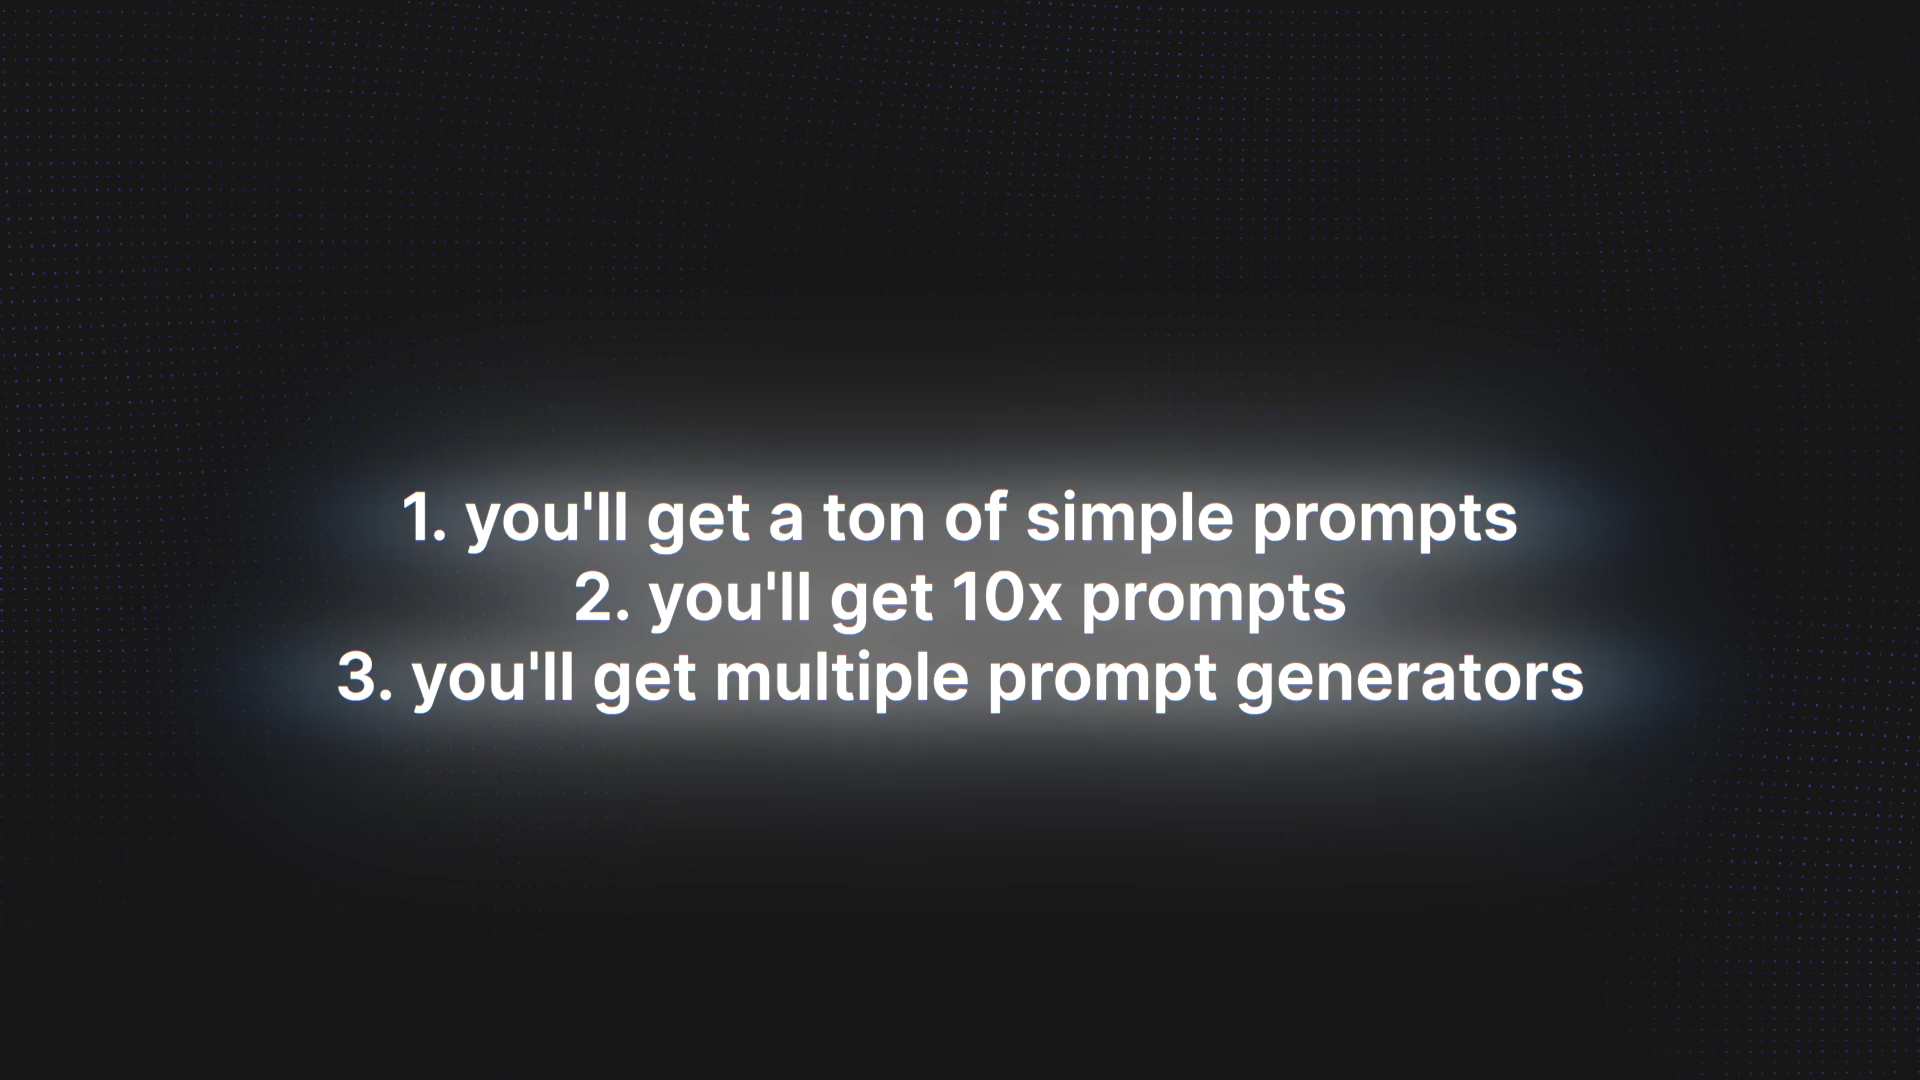 1. you'll get a ton of simple prompts
2. you'll get 10x prompts
3. you'll get multiple prompt generators